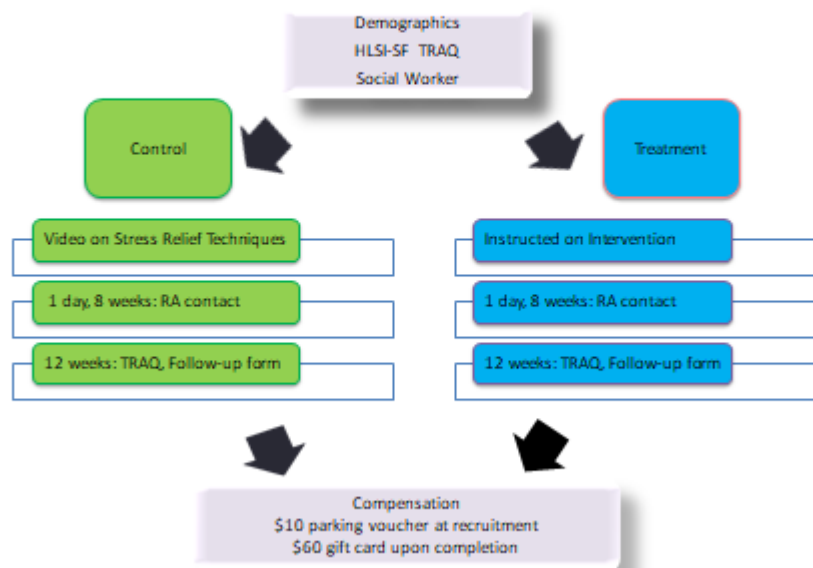 Demographics
HLSI-SF TRAQ
Social Worker
Control
Treatment
Video on Stress Relief Techniques
Instructed on Intervention
1 day, 8 weeks: RA contact
1 day, 8 weeks: RA contact
12 weeks: TRAQ, Follow-up form
12 weeks: TRAQ, Follow-up form
Compensation
$10 parking voucher at recruitment
$60 gift card upon completion